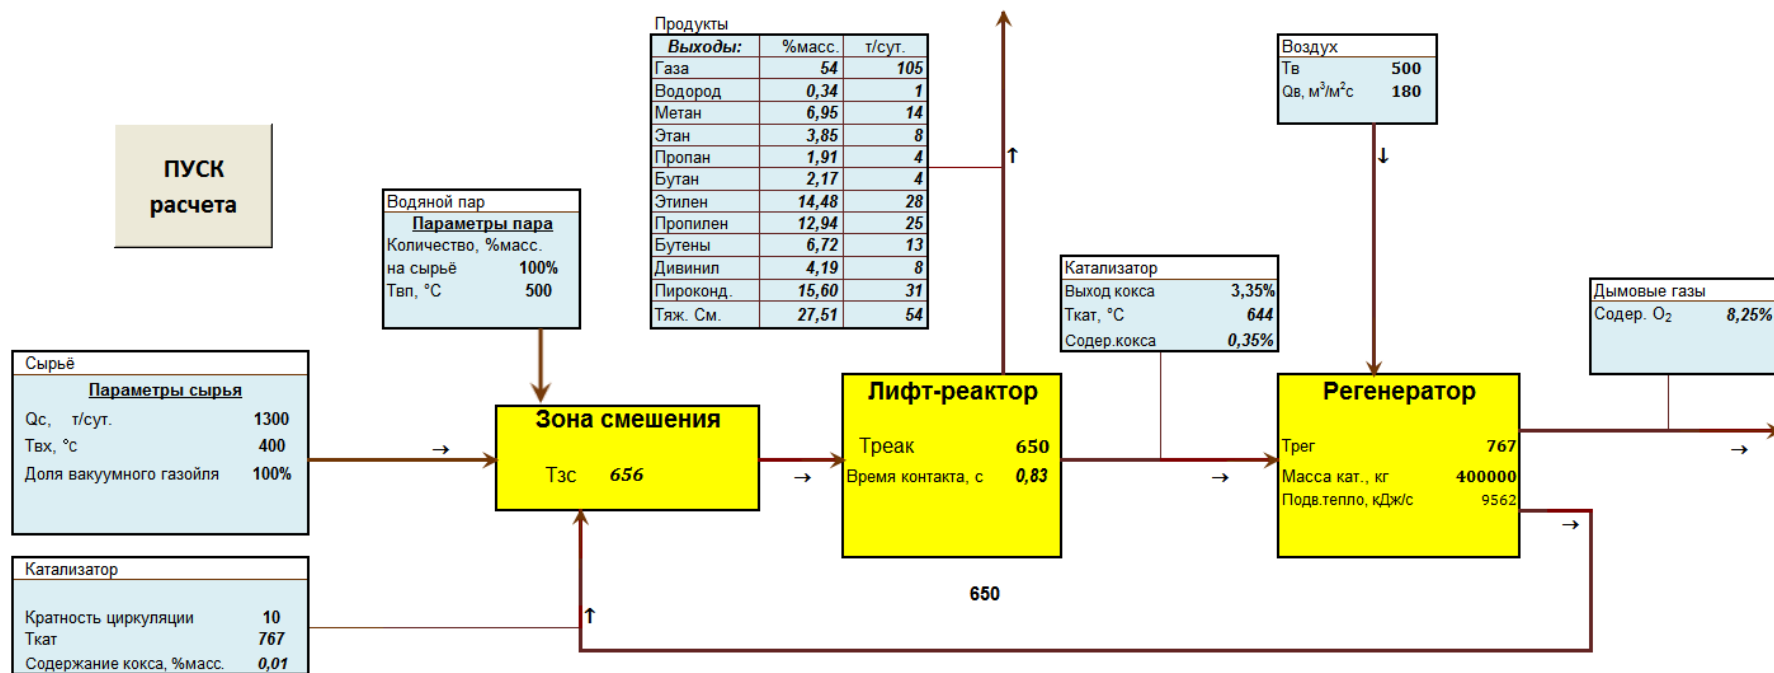 Продукты
Выходы: %масс. т/сут.
Газа 54 105
Водород 0,34 1
Метан 6,95 14
Этан 3,85 8
Пропан 1,91 4
Бутан 2,17 4
Этилен 14,48 28
Пропилен 12,94 25
Бутены 6,72 13
Дивинил 4,19 8
Пироконд. 15,60 31
Тяж. См. 27,51 54
Воздух
Тв 500
Qв, м³/м²с 180
ПУСК
расчета
Водяной пар
Параметры пара
Количество, %масс.
на сырьё 100%
Твп, °С 500
Катализатор
Выход кокса 3,35%
Ткат, °С 644
Содер.кокса 0,35%
Дымовые газы
Содер. O₂ 8,25%
Сырьё
Параметры сырья
Qс, т/сут. 1300
Твх, °С 400
Доля вакуумного газойля 100%
Зона смешения
Тзс 656
Лифт-реактор
Треак 650
Время контакта, с 0,83
Регенератор
Трег 767
Масса кат., кг 400000
Подв.тепло, кДж/с 9562
650
Катализатор
Кратность циркуляции 10
Ткат 767
Содержание кокса, %масс. 0,01